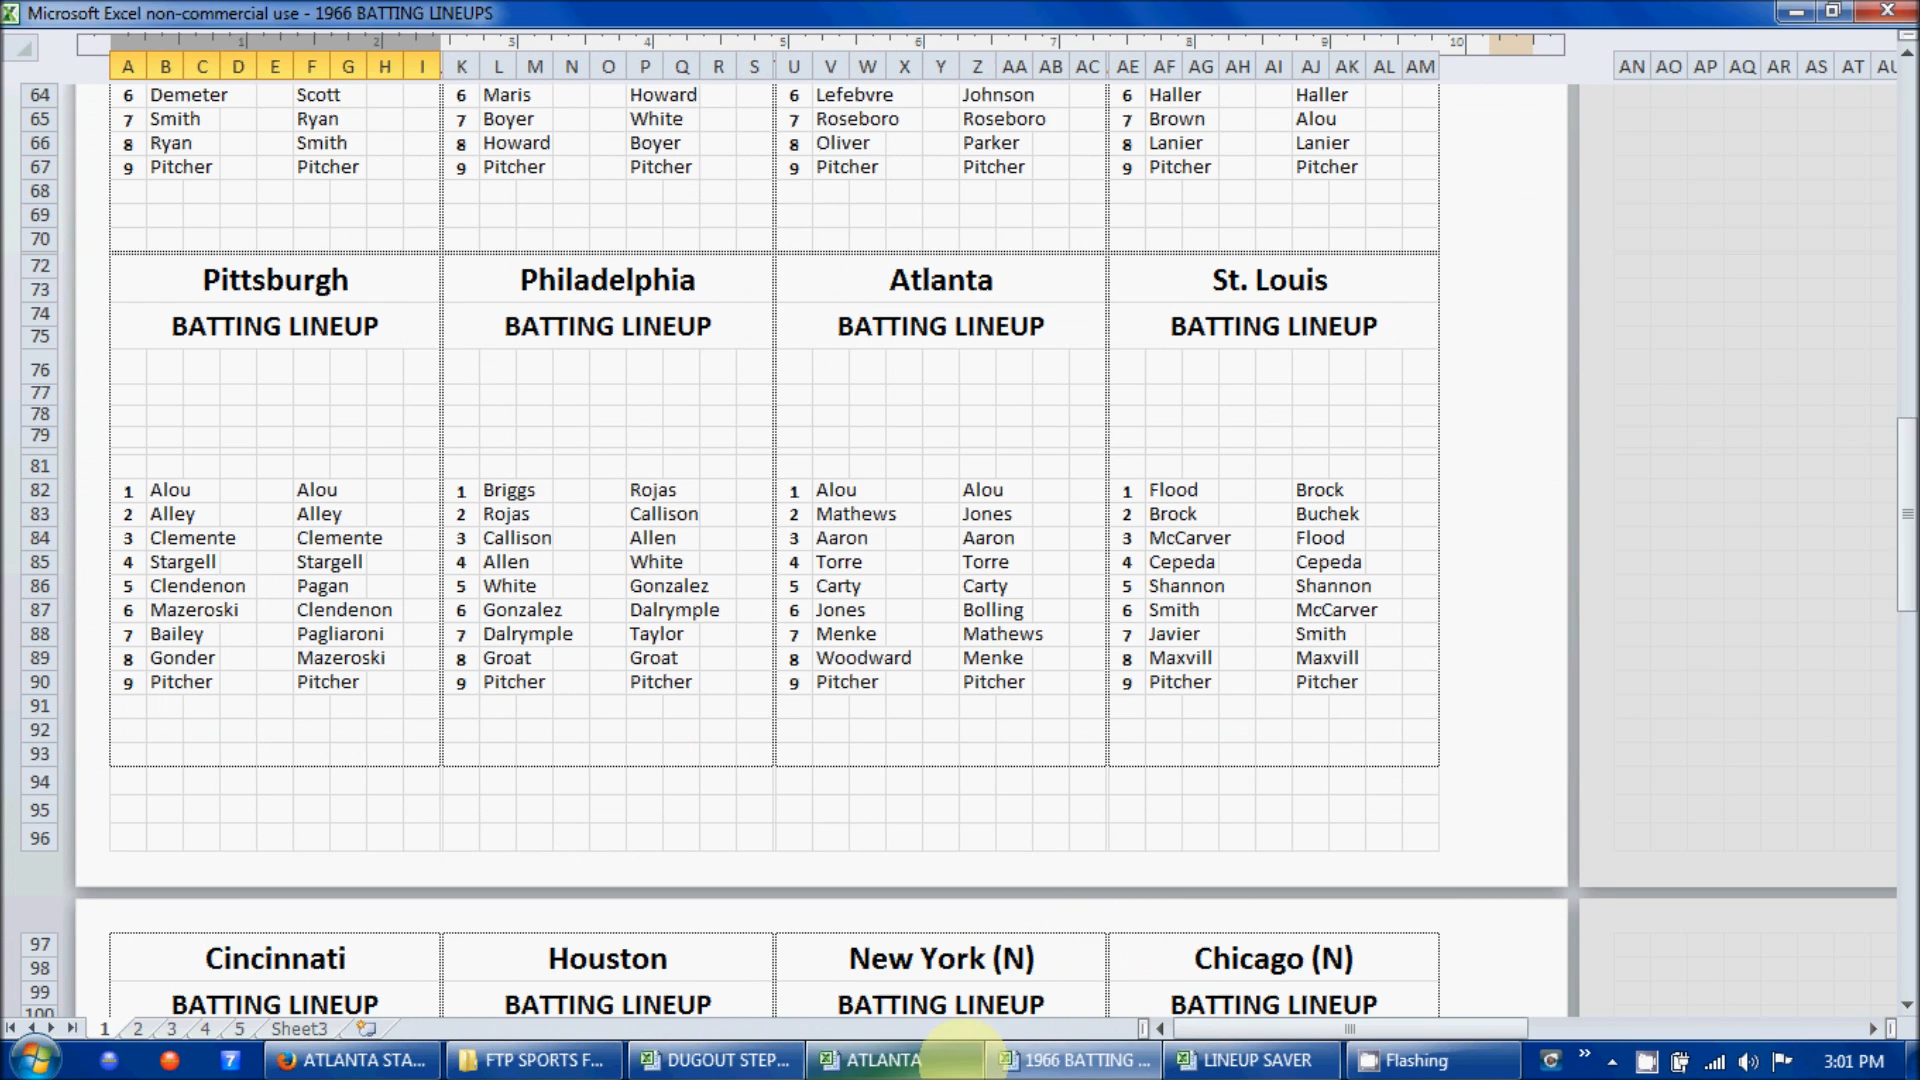 Microsoft Excel non-commercial use - 1966 BATTING LINEUPS
1 2 3 4 5 6 7 8 9 10
A B C D E F G H I K L M N O P Q R S U V W X Y Z AA AB AC AE AF AG AH AI AJ AK AL AM AN AO AP AQ AR AS AT AU
64 6 Demeter Scott 6 Maris Howard 6 Lefebvre Johnson 6 Haller Haller
65 7 Smith Ryan 7 Boyer White 7 Roseboro Roseboro 7 Brown Alou
66 8 Ryan Smith 8 Howard Boyer 8 Oliver Parker 8 Lanier Lanier
67 9 Pitcher Pitcher 9 Pitcher Pitcher 9 Pitcher Pitcher 9 Pitcher Pitcher
68
69
70
72
Pittsburgh Philadelphia Atlanta St. Louis
73
74
BATTING LINEUP BATTING LINEUP BATTING LINEUP BATTING LINEUP
75
76
77
78
79
81
82 1 Alou Alou 1 Briggs Rojas 1 Alou Alou 1 Flood Brock
83 2 Alley Alley 2 Rojas Callison 2 Mathews Jones 2 Brock Buchek
84 3 Clemente Clemente 3 Callison Allen 3 Aaron Aaron 3 McCarver Flood
85 4 Stargell Stargell 4 Allen White 4 Torre Torre 4 Cepeda Cepeda
86 5 Clendenon Pagan 5 White Gonzalez 5 Carty Carty 5 Shannon Shannon
87 6 Mazeroski Clendenon 6 Gonzalez Dalrymple 6 Jones Bolling 6 Smith McCarver
88 7 Bailey Pagliaroni 7 Dalrymple Taylor 7 Menke Mathews 7 Javier Smith
89 8 Gonder Mazeroski 8 Groat Groat 8 Woodward Menke 8 Maxvill Maxvill
90 9 Pitcher Pitcher 9 Pitcher Pitcher 9 Pitcher Pitcher 9 Pitcher Pitcher
91
92
93
94
95
96
97
Cincinnati Houston New York (N) Chicago (N)
98
99
BATTING LINEUP BATTING LINEUP BATTING LINEUP BATTING LINEUP
100
1 2 3 4 5 Sheet3
7 ATLANTA STA... FTP SPORTS F... DUGOUT STEP... ATLANTA 1966 BATTING ... LINEUP SAVER Flashing 3:01 PM